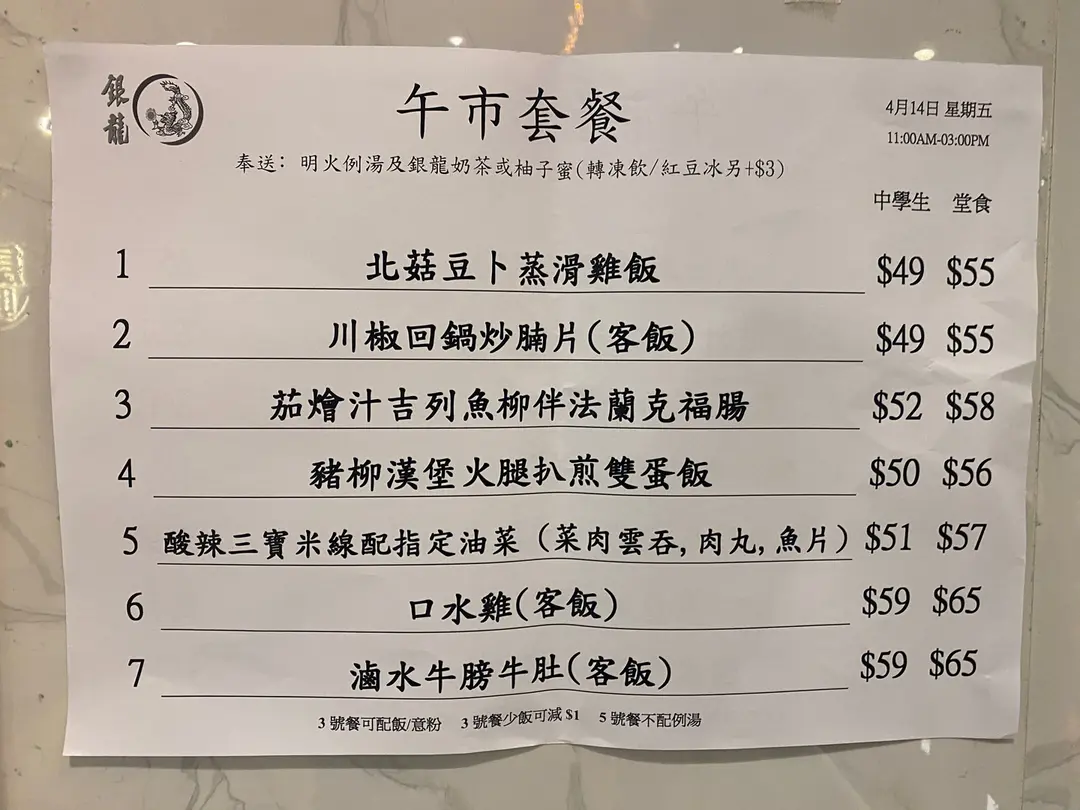 銀龍
午市套餐
4月14日 星期五
11:00AM-03:00PM
奉送：明火例湯及銀龍奶茶或柚子蜜(轉凍飲/紅豆冰另+$3)
中學生 堂食
1 北菇豆卜蒸滑雞飯 $49 $55
2 川椒回鍋炒腩片(客飯) $49 $55
3 茄燴汁吉列魚柳伴法蘭克福腸 $52 $58
4 豬柳漢堡火腿扒煎雙蛋飯 $50 $56
5 酸辣三寶米線配指定油菜（菜肉雲吞,肉丸,魚片） $51 $57
6 口水雞(客飯) $59 $65
7 滷水牛膀牛肚(客飯) $59 $65
3 號餐可配飯/意粉 3 號餐少飯可減 $1 5 號餐不配例湯